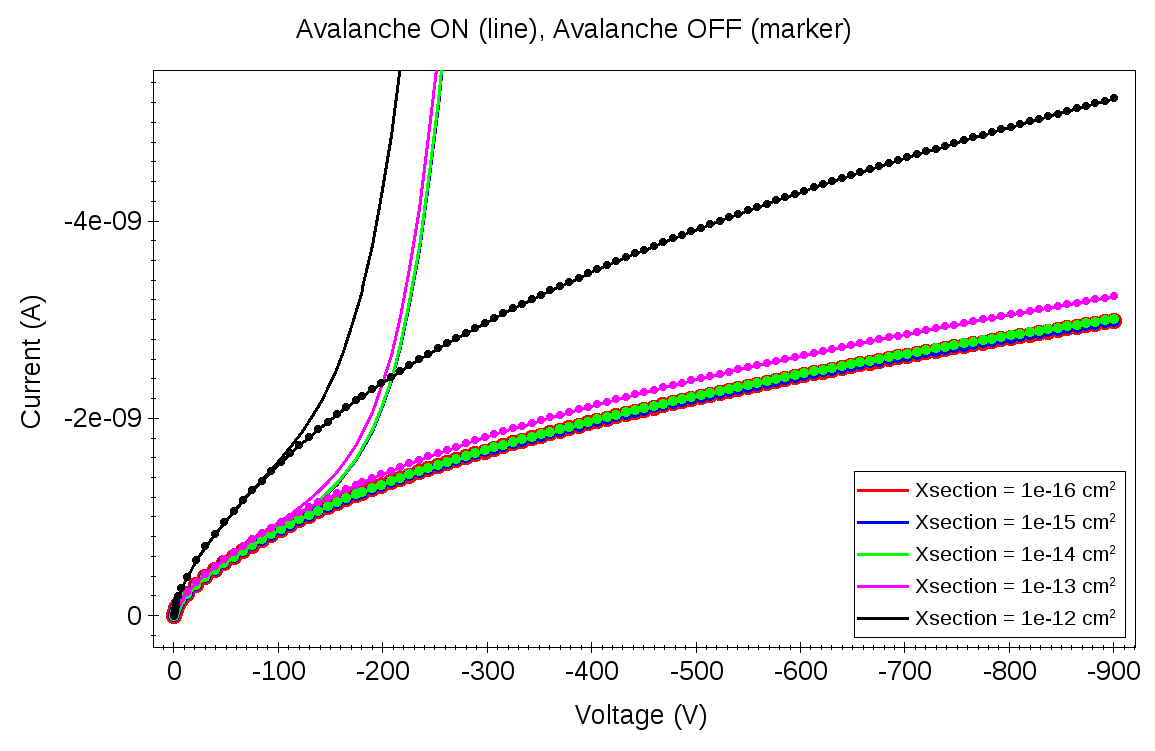 Avalanche ON (line), Avalanche OFF (marker)
Current (A)
-4e-09
-2e-09
0
Xsection = 1e-16 cm²
Xsection = 1e-15 cm²
Xsection = 1e-14 cm²
Xsection = 1e-13 cm²
Xsection = 1e-12 cm²
0 -100 -200 -300 -400 -500 -600 -700 -800 -900
Voltage (V)